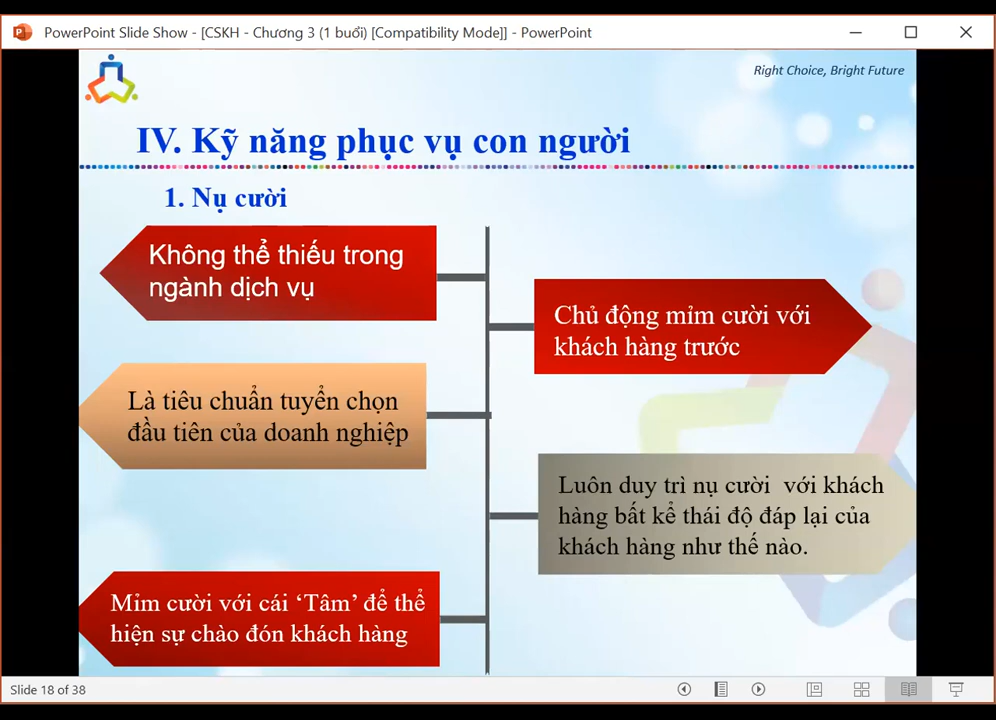 PowerPoint Slide Show - [CSKH - Chương 3 (1 buổi) [Compatibility Mode]] - PowerPoint
Right Choice, Bright Future
IV. Kỹ năng phục vụ con người
1. Nụ cười
Không thể thiếu trong
ngành dịch vụ
Chủ động mỉm cười với
khách hàng trước
Là tiêu chuẩn tuyển chọn
đầu tiên của doanh nghiệp
Luôn duy trì nụ cười với khách
hàng bất kể thái độ đáp lại của
khách hàng như thế nào.
Mỉm cười với cái ‘Tâm’ để thể
hiện sự chào đón khách hàng
Slide 18 of 38